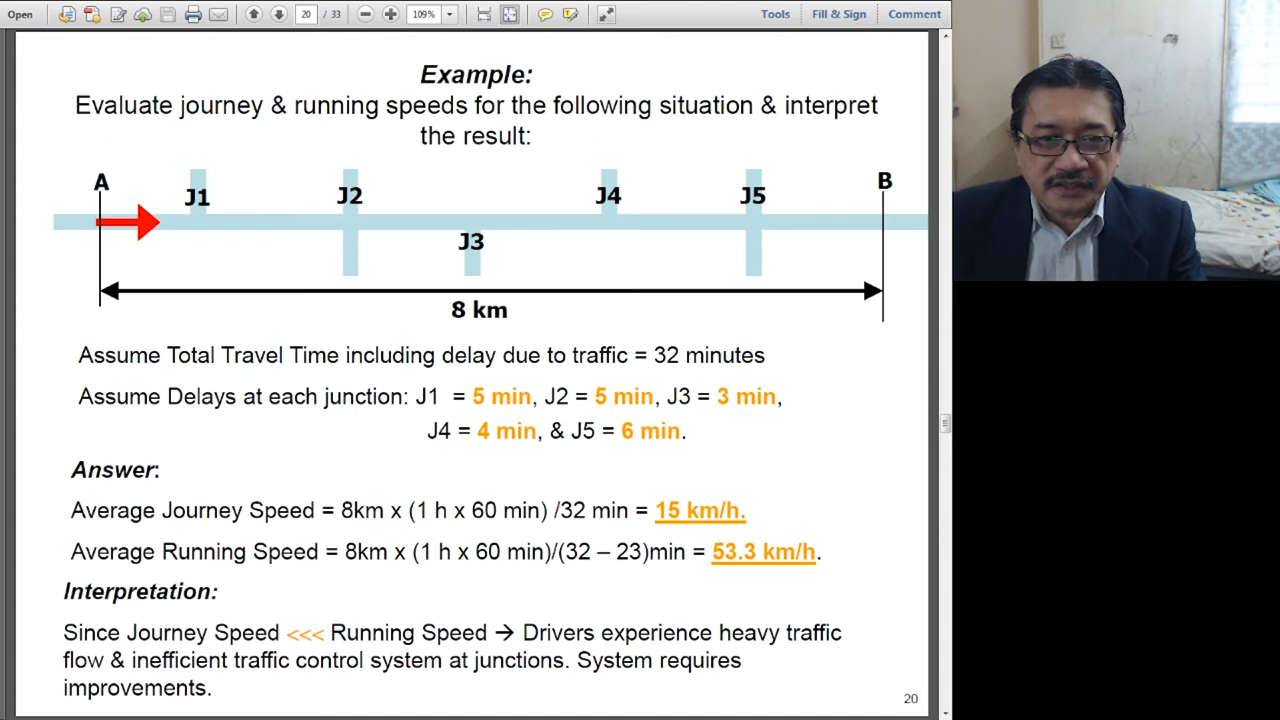 Open
20 / 33
109%
Tools
Fill & Sign
Comment
Example:
Evaluate journey & running speeds for the following situation & interpret
the result:
A
J1
J2
J3
J4
J5
B
8 km
Assume Total Travel Time including delay due to traffic = 32 minutes
Assume Delays at each junction: J1 = 5 min, J2 = 5 min, J3 = 3 min,
J4 = 4 min, & J5 = 6 min.
Answer:
Average Journey Speed = 8km x (1 h x 60 min) /32 min = 15 km/h.
Average Running Speed = 8km x (1 h x 60 min)/(32 – 23)min = 53.3 km/h.
Interpretation:
Since Journey Speed <<< Running Speed → Drivers experience heavy traffic
flow & inefficient traffic control system at junctions. System requires
improvements.
20